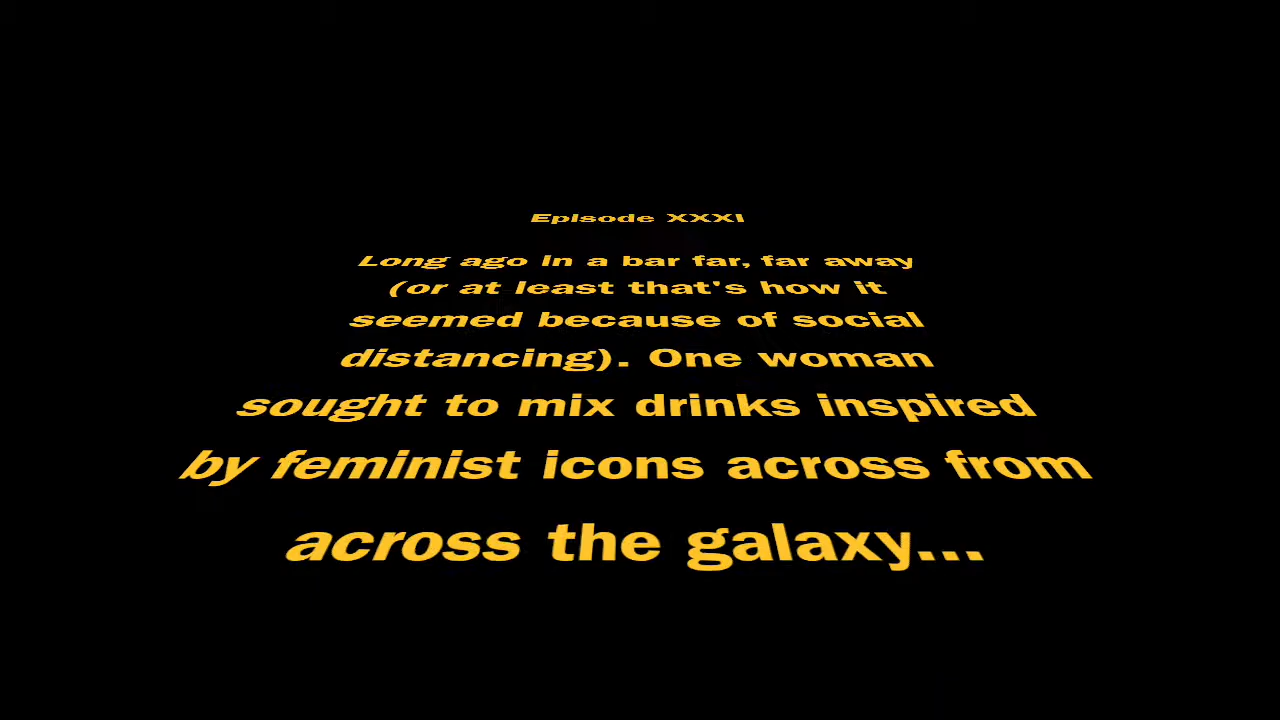 Episode XXXI
Long ago in a bar far, far away
(or at least that's how it
seemed because of social
distancing). One woman
sought to mix drinks inspired
by feminist icons across from
across the galaxy...